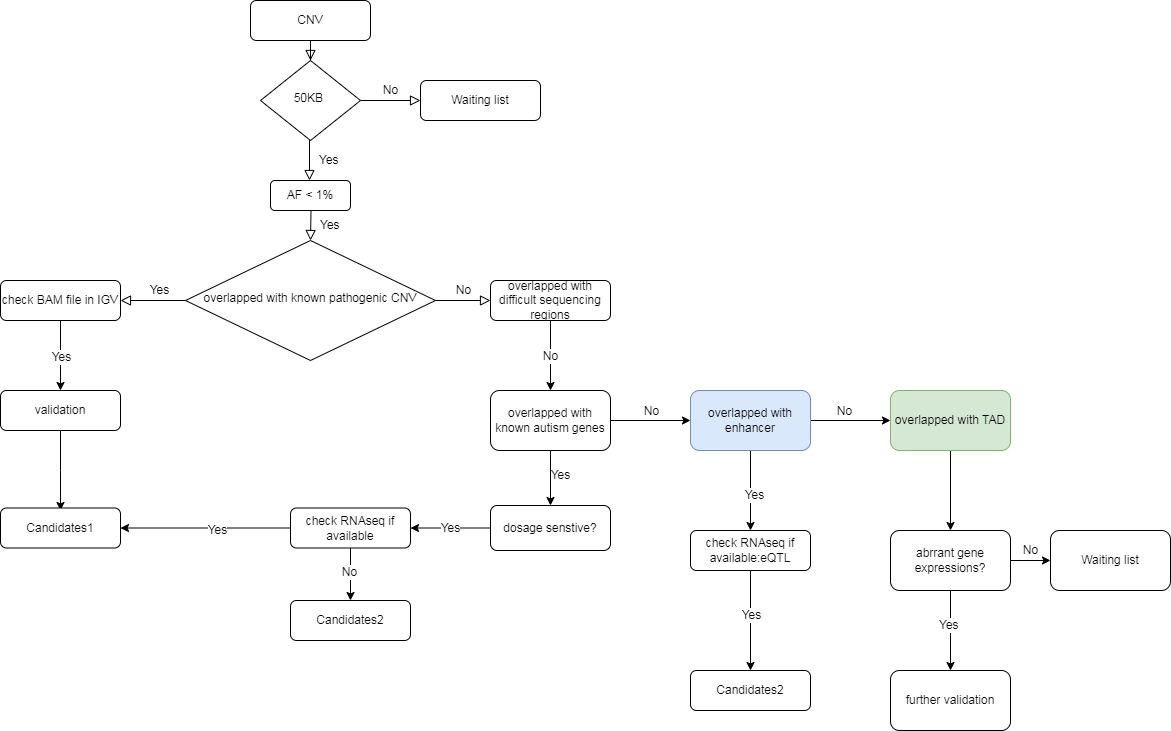 CNV
50KB
No
Waiting list
Yes
AF < 1%
Yes
check BAM file in IGV
Yes
overlapped with known pathogenic CNV
No
overlapped with
difficult sequencing
regions
Yes
No
validation
overlapped with
known autism genes
No
overlapped with
enhancer
No
overlapped with TAD
Yes
Yes
Candidates1
Yes
check RNAseq if
available
Yes
dosage senstive?
check RNAseq if
available:eQTL
abrrant gene
expressions?
No
Waiting list
No
Candidates2
Yes
Yes
Candidates2
further validation